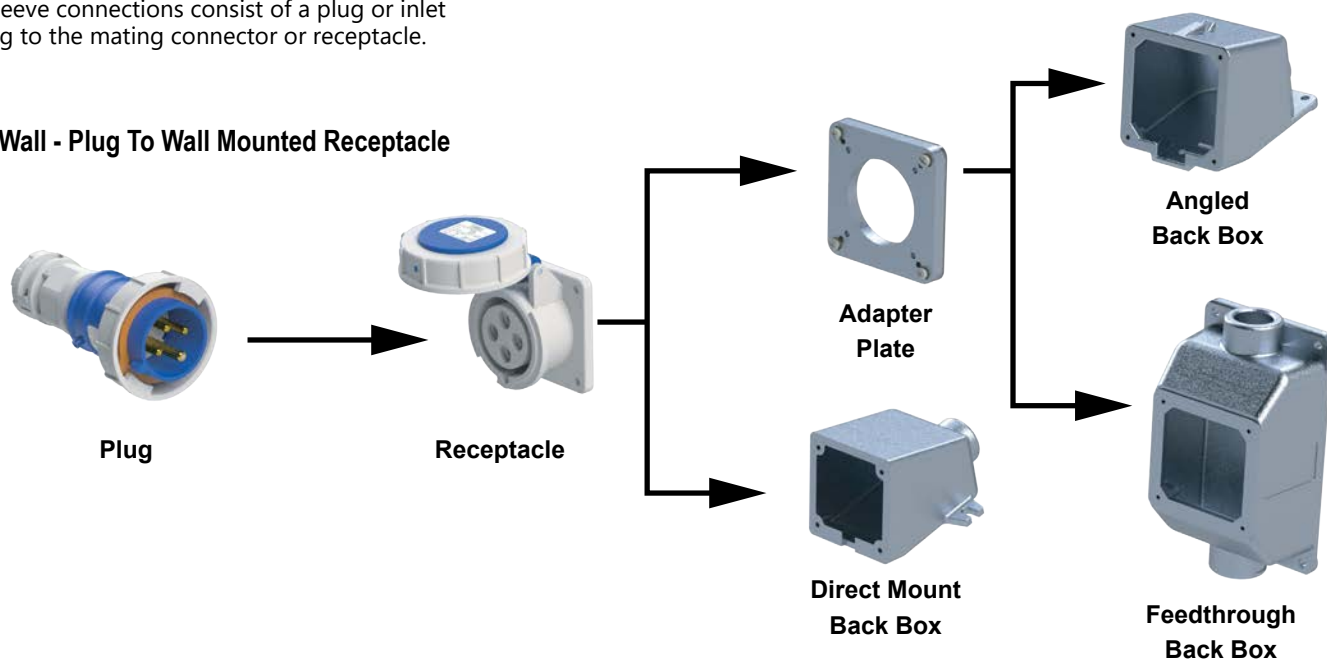 connections consist of a plug or inlet
to the mating connector or receptacle.
Wall - Plug To Wall Mounted Receptacle
Plug
Receptacle
Adapter
Plate
Direct Mount
Back Box
Angled
Back Box
Feedthrough
Back Box